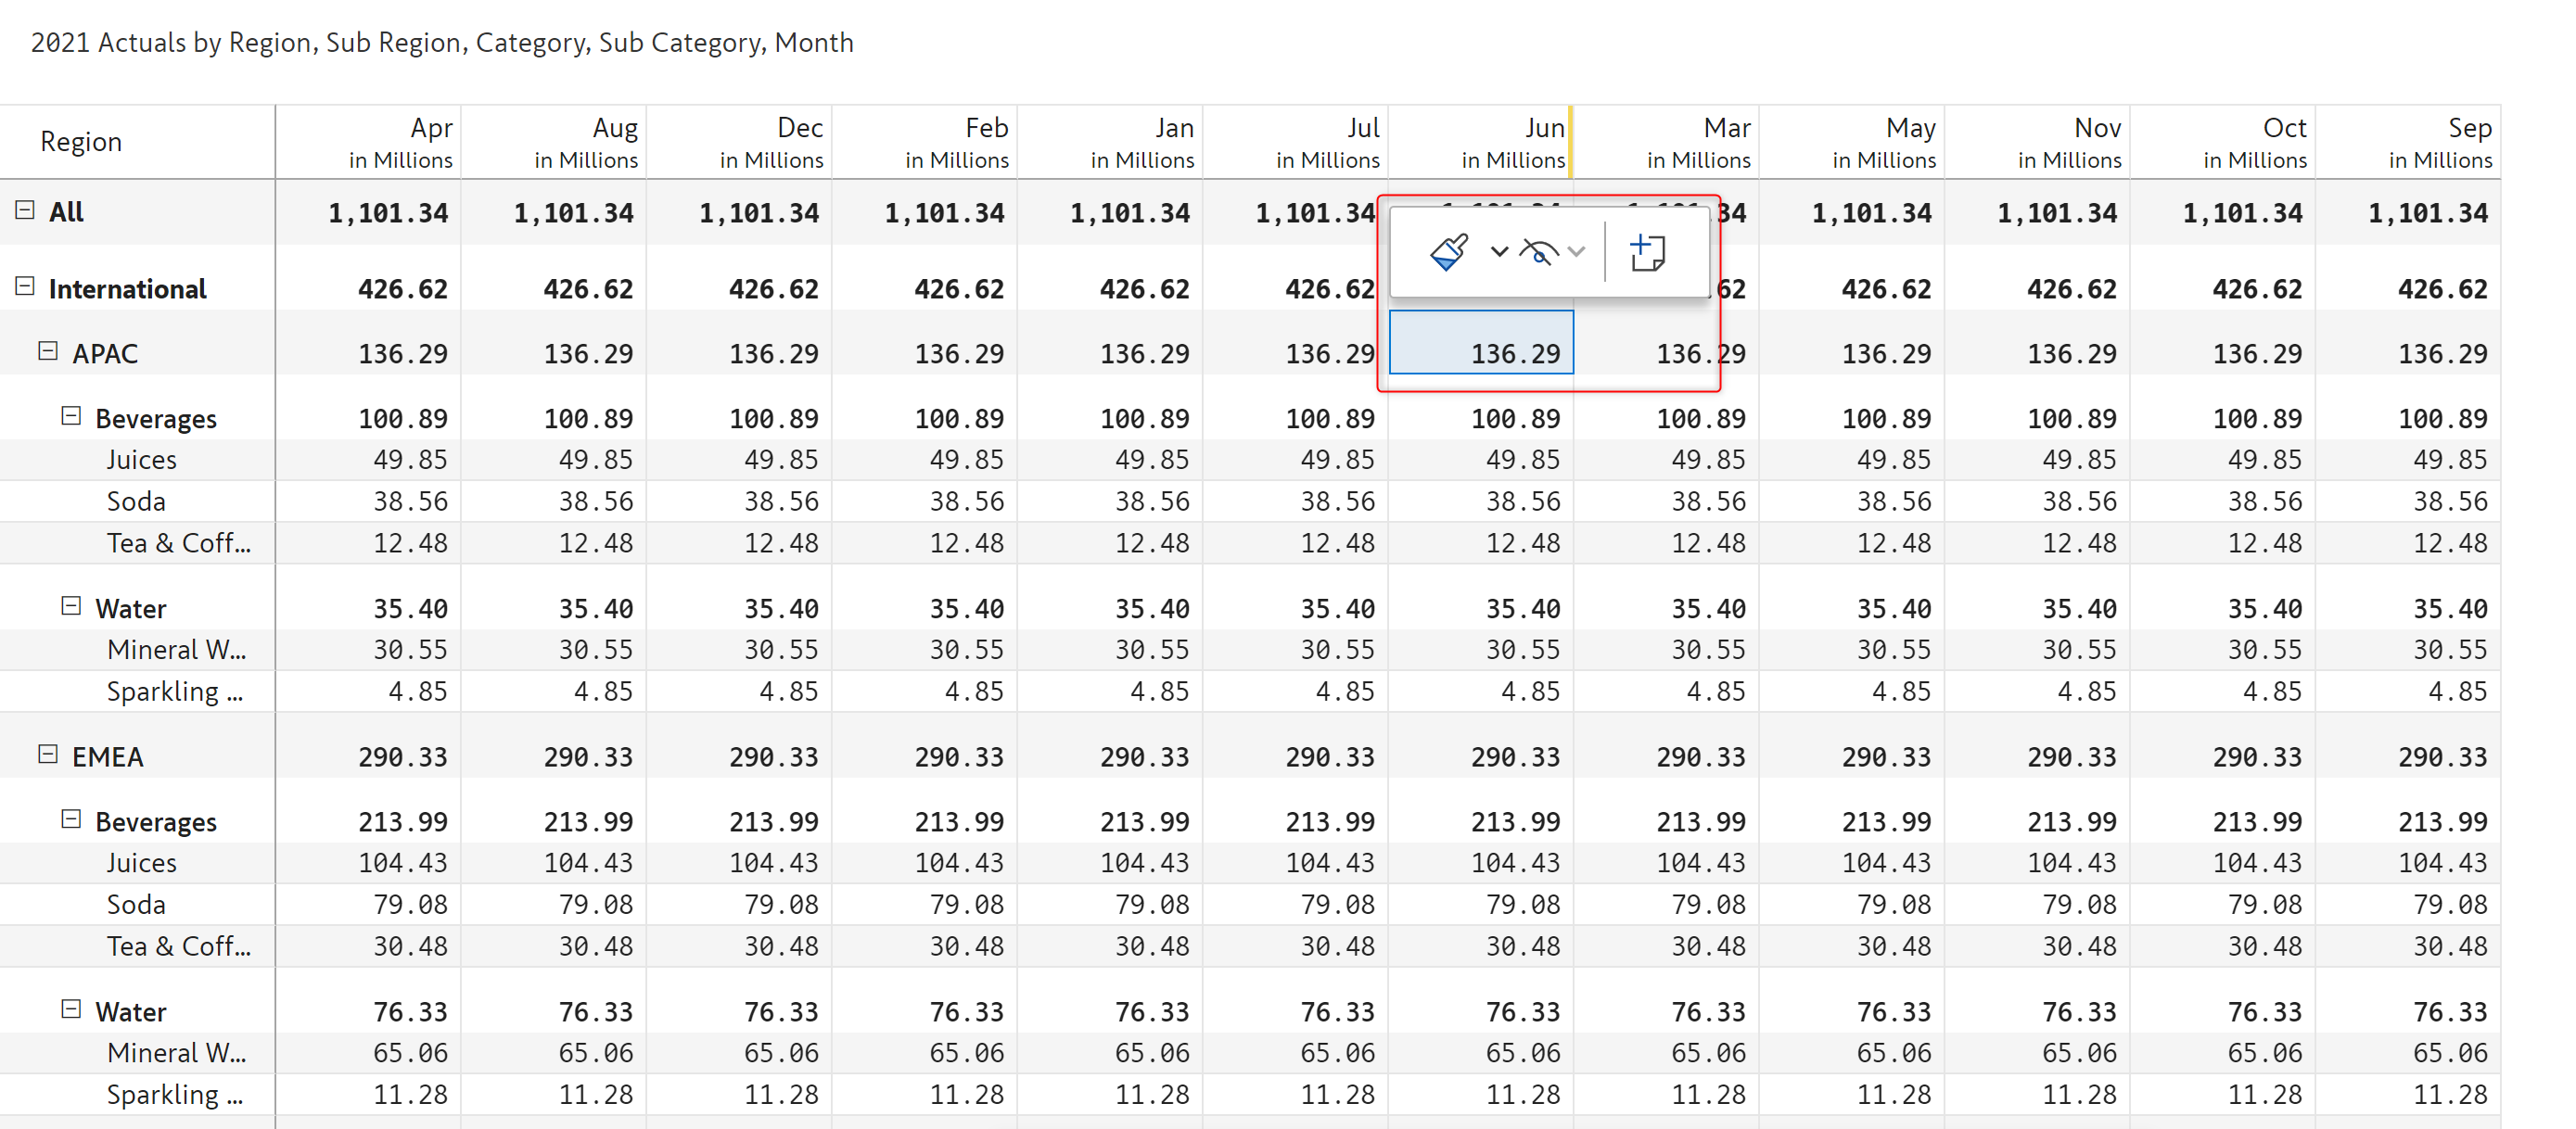 2021 Actuals by Region, Sub Region, Category, Sub Category, Month
Region Apr Aug Dec Feb Jan Jul Jun Mar May Nov Oct Sep
in Millions in Millions in Millions in Millions in Millions in Millions in Millions in Millions in Millions in Millions in Millions in Millions
All 1,101.34 1,101.34 1,101.34 1,101.34 1,101.34 1,101.34 34 1,101.34 1,101.34 1,101.34 1,101.34
International 426.62 426.62 426.62 426.62 426.62 426.62 .62 426.62 426.62 426.62 426.62
APAC 136.29 136.29 136.29 136.29 136.29 136.29 136.29 136.29 136.29 136.29 136.29 136.29
Beverages 100.89 100.89 100.89 100.89 100.89 100.89 100.89 100.89 100.89 100.89 100.89 100.89
Juices 49.85 49.85 49.85 49.85 49.85 49.85 49.85 49.85 49.85 49.85 49.85 49.85
Soda 38.56 38.56 38.56 38.56 38.56 38.56 38.56 38.56 38.56 38.56 38.56 38.56
Tea & Coff... 12.48 12.48 12.48 12.48 12.48 12.48 12.48 12.48 12.48 12.48 12.48 12.48
Water 35.40 35.40 35.40 35.40 35.40 35.40 35.40 35.40 35.40 35.40 35.40 35.40
Mineral W... 30.55 30.55 30.55 30.55 30.55 30.55 30.55 30.55 30.55 30.55 30.55 30.55
Sparkling ... 4.85 4.85 4.85 4.85 4.85 4.85 4.85 4.85 4.85 4.85 4.85 4.85
EMEA 290.33 290.33 290.33 290.33 290.33 290.33 290.33 290.33 290.33 290.33 290.33 290.33
Beverages 213.99 213.99 213.99 213.99 213.99 213.99 213.99 213.99 213.99 213.99 213.99 213.99
Juices 104.43 104.43 104.43 104.43 104.43 104.43 104.43 104.43 104.43 104.43 104.43 104.43
Soda 79.08 79.08 79.08 79.08 79.08 79.08 79.08 79.08 79.08 79.08 79.08 79.08
Tea & Coff... 30.48 30.48 30.48 30.48 30.48 30.48 30.48 30.48 30.48 30.48 30.48 30.48
Water 76.33 76.33 76.33 76.33 76.33 76.33 76.33 76.33 76.33 76.33 76.33 76.33
Mineral W... 65.06 65.06 65.06 65.06 65.06 65.06 65.06 65.06 65.06 65.06 65.06 65.06
Sparkling ... 11.28 11.28 11.28 11.28 11.28 11.28 11.28 11.28 11.28 11.28 11.28 11.28